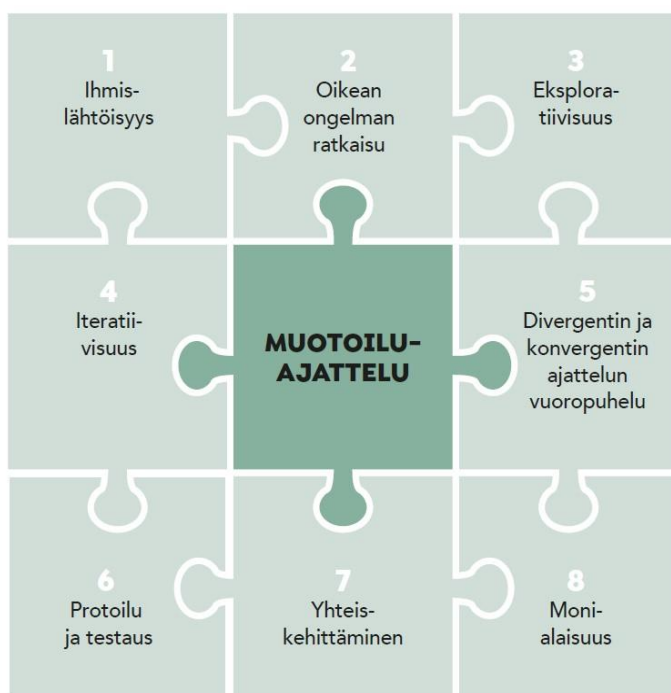 1
Ihmis-
lähtöisyys
2
Oikean
ongelman
ratkaisu
3
Eksplora-
tiivisuus
4
Iteratii-
visuus
MUOTOILU-
AJATTELU
5
Divergentin ja
konvergentin
ajattelun
vuoropuhelu
6
Protoilu
ja testaus
7
Yhteis-
kehittäminen
8
Moni-
alaisuus